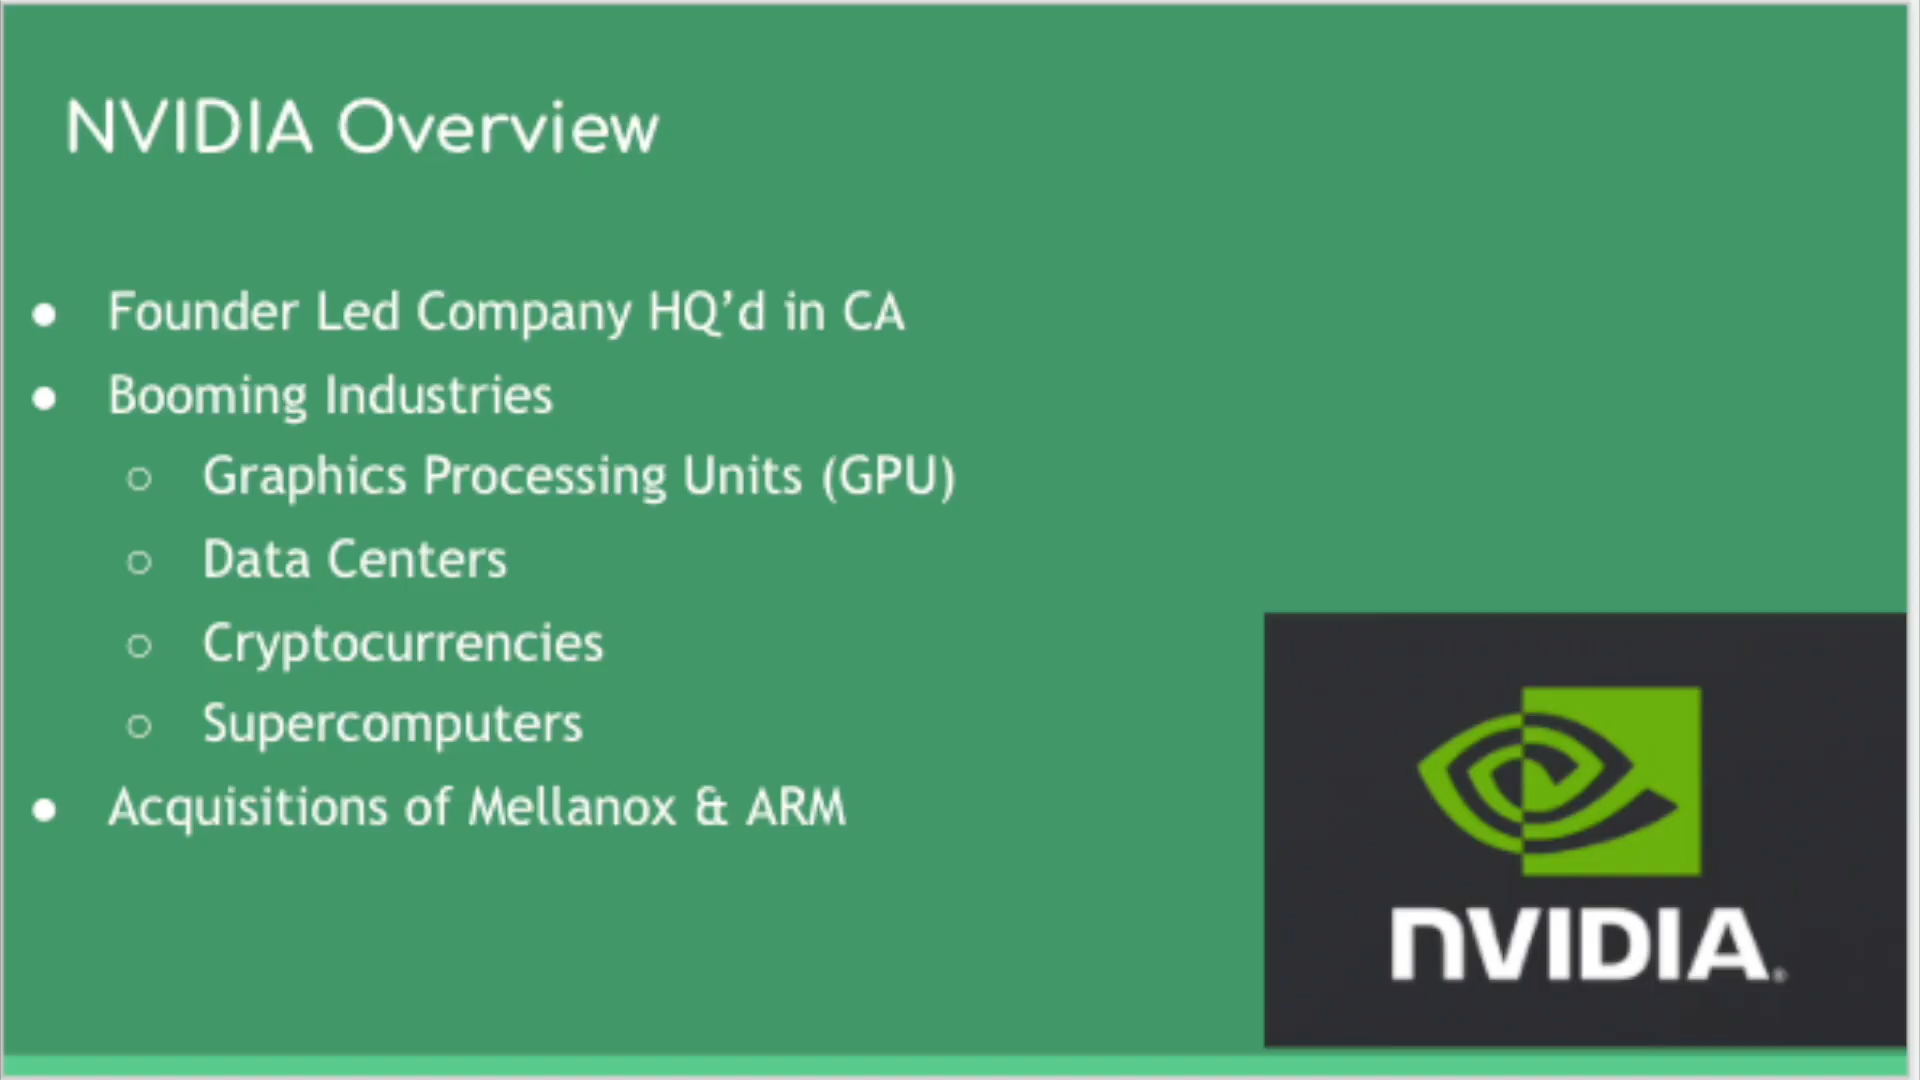 NVIDIA Overview
● Founder Led Company HQ’d in CA
● Booming Industries
○ Graphics Processing Units (GPU)
○ Data Centers
○ Cryptocurrencies
○ Supercomputers
● Acquisitions of Mellanox & ARM
NVIDIA®